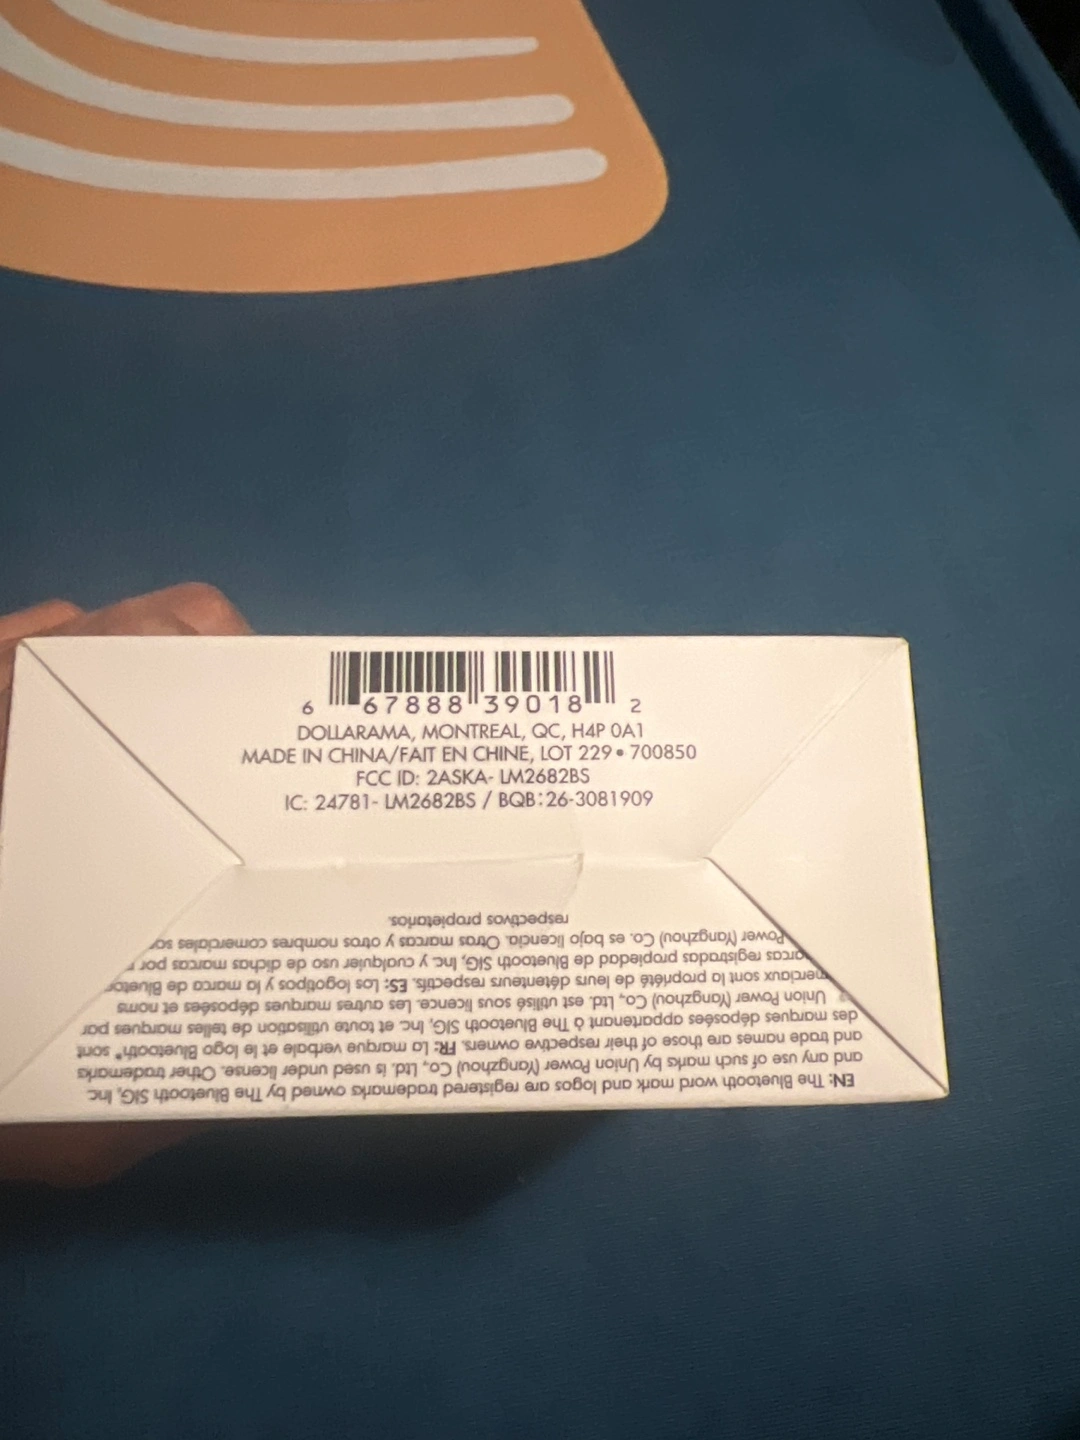 6 67888 39018 2
DOLLARAMA, MONTREAL, QC, H4P 0A1
MADE IN CHINA/FAIT EN CHINE, LOT 229 • 700850
FCC ID: 2ASKA- LM2682BS
IC: 24781- LM2682BS / BQB:26-3081909
EN: The Bluetooth word mark and logos are registered trademarks owned by The Bluetooth SIG, Inc.
and any use of such marks by Union Power (Yangzhou) Co., Ltd. is used under license. Other trademarks
and trade names are those of their respective owners. FR: La marque verbale et le logo Bluetooth® sont
des marques déposées appartenant à The Bluetooth SIG, Inc. et toute utilisation de telles marques par
Union Power (Yangzhou) Co., Ltd. est utilisé sous licence. Les autres marques déposées et noms
merciaux sont la propriété de leurs détenteurs respectifs. ES: Los logotipos y la marca de Bluetoo
arcas registradas propiedad de Bluetooth SIG, Inc. y cualquier uso de dichas marcas por
Power (Yangzhou) Co. es bajo licencia. Otras marcas y otros nombres comerciales
respectivos propietarios.